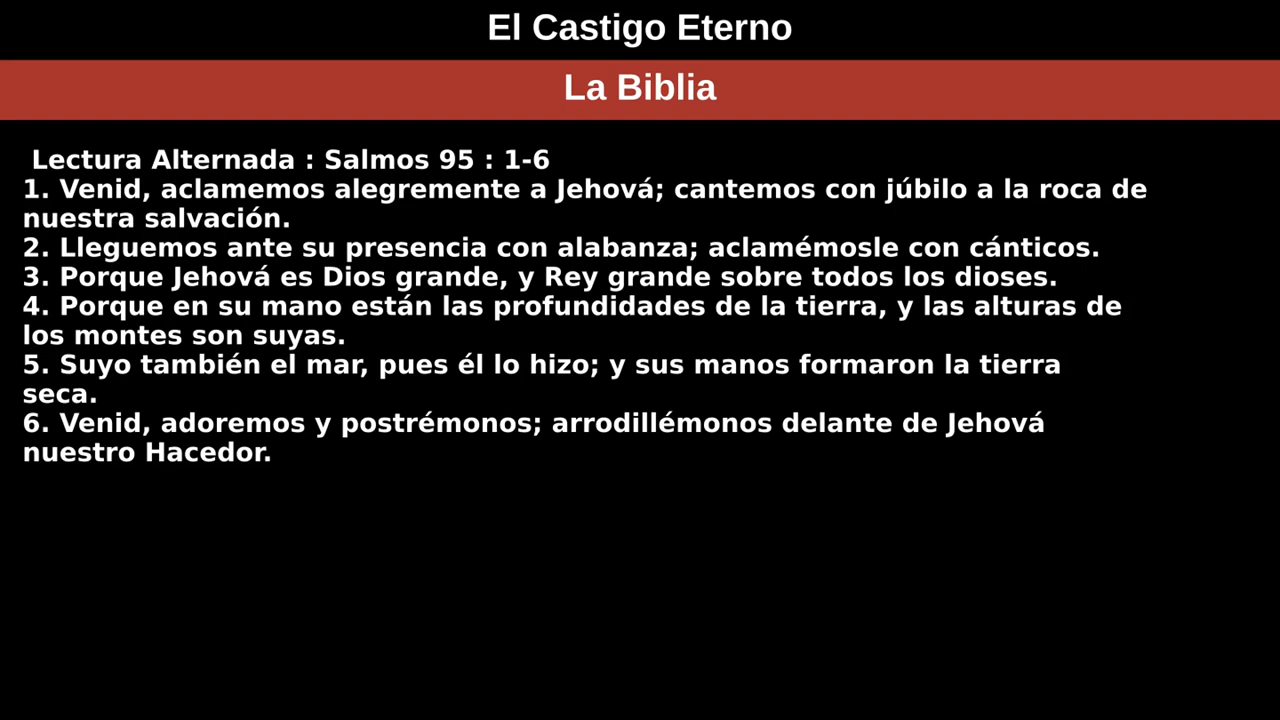 El Castigo Eterno
La Biblia
Lectura Alternada : Salmos 95 : 1-6
1. Venid, aclamemos alegremente a Jehová; cantemos con júbilo a la roca de
nuestra salvación.
2. Lleguemos ante su presencia con alabanza; aclamémosle con cánticos.
3. Porque Jehová es Dios grande, y Rey grande sobre todos los dioses.
4. Porque en su mano están las profundidades de la tierra, y las alturas de
los montes son suyas.
5. Suyo también el mar, pues él lo hizo; y sus manos formaron la tierra
seca.
6. Venid, adoremos y postrémonos; arrodillémonos delante de Jehová
nuestro Hacedor.